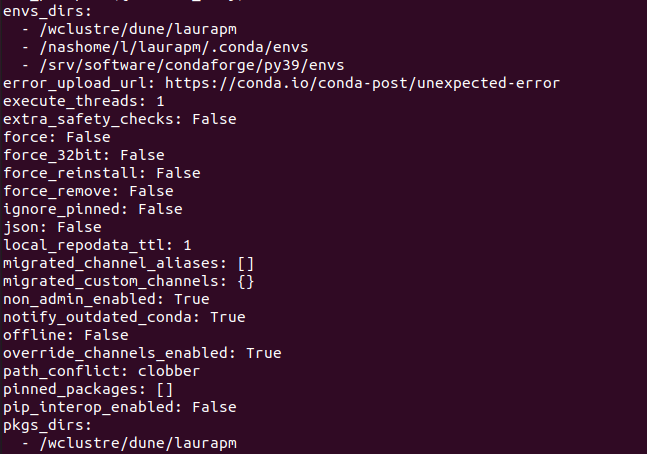 envs_dirs:
  - /wclustre/dune/laurapm
  - /nashome/l/laurapm/.conda/envs
  - /srv/software/condaforge/py39/envs
error_upload_url: https://conda.io/conda-post/unexpected-error
execute_threads: 1
extra_safety_checks: False
force: False
force_32bit: False
force_reinstall: False
force_remove: False
ignore_pinned: False
json: False
local_repodata_ttl: 1
migrated_channel_aliases: []
migrated_custom_channels: {}
non_admin_enabled: True
notify_outdated_conda: True
offline: False
override_channels_enabled: True
path_conflict: clobber
pinned_packages: []
pip_interop_enabled: False
pkgs_dirs:
  - /wclustre/dune/laurapm